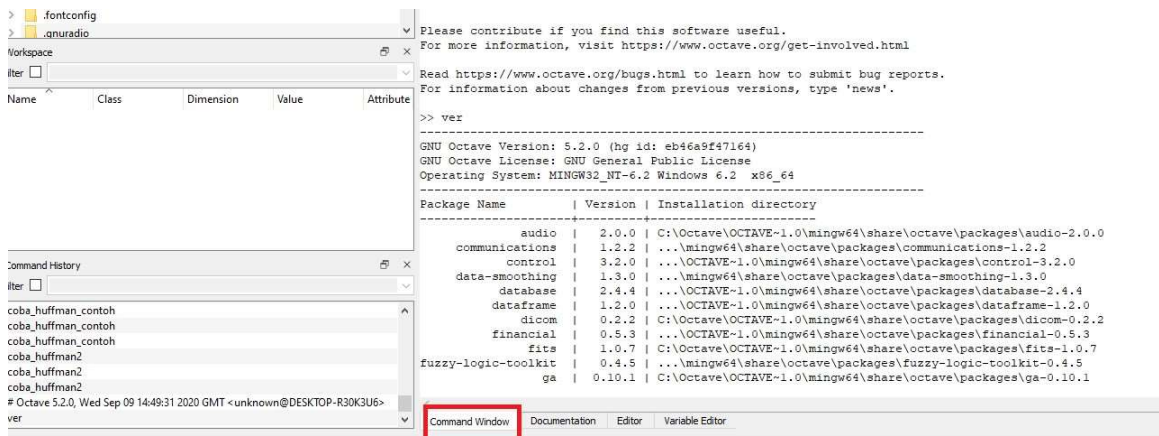 .fontconfig
.gnuradio
Workspace
Filter
Name Class Dimension Value Attribute
Command History
Filter
coba_huffman_contoh
coba_huffman_contoh
coba_huffman_contoh
coba_huffman2
coba_huffman2
coba_huffman2
# Octave 5.2.0, Wed Sep 09 14:49:31 2020 GMT <unknown@DESKTOP-R30K3U6>
ver
Please contribute if you find this software useful.
For more information, visit https://www.octave.org/get-involved.html
Read https://www.octave.org/bugs.html to learn how to submit bug reports.
For information about changes from previous versions, type 'news'.
>> ver
----------------------------------------------------------------------
GNU Octave Version: 5.2.0 (hg id: eb46a9f47164)
GNU Octave License: GNU General Public License
Operating System: MINGW32_NT-6.2 Windows 6.2 x86_64
----------------------------------------------------------------------
Package Name | Version | Installation directory
---------------------+---------+-----------------------
audio | 2.0.0 | C:\Octave\OCTAVE~1.0\mingw64\share\octave\packages\audio-2.0.0
communications | 1.2.2 | ...\mingw64\share\octave\packages\communications-1.2.2
control | 3.2.0 | ...\OCTAVE~1.0\mingw64\share\octave\packages\control-3.2.0
data-smoothing | 1.3.0 | ...\mingw64\share\octave\packages\data-smoothing-1.3.0
database | 2.4.4 | ...\OCTAVE~1.0\mingw64\share\octave\packages\database-2.4.4
dataframe | 1.2.0 | ...\OCTAVE~1.0\mingw64\share\octave\packages\dataframe-1.2.0
dicom | 0.2.2 | C:\Octave\OCTAVE~1.0\mingw64\share\octave\packages\dicom-0.2.2
financial | 0.5.3 | ...\OCTAVE~1.0\mingw64\share\octave\packages\financial-0.5.3
fits | 1.0.7 | C:\Octave\OCTAVE~1.0\mingw64\share\octave\packages\fits-1.0.7
fuzzy-logic-toolkit | 0.4.5 | ...\mingw64\share\octave\packages\fuzzy-logic-toolkit-0.4.5
ga | 0.10.1 | C:\Octave\OCTAVE~1.0\mingw64\share\octave\packages\ga-0.10.1
Command Window Documentation Editor Variable Editor